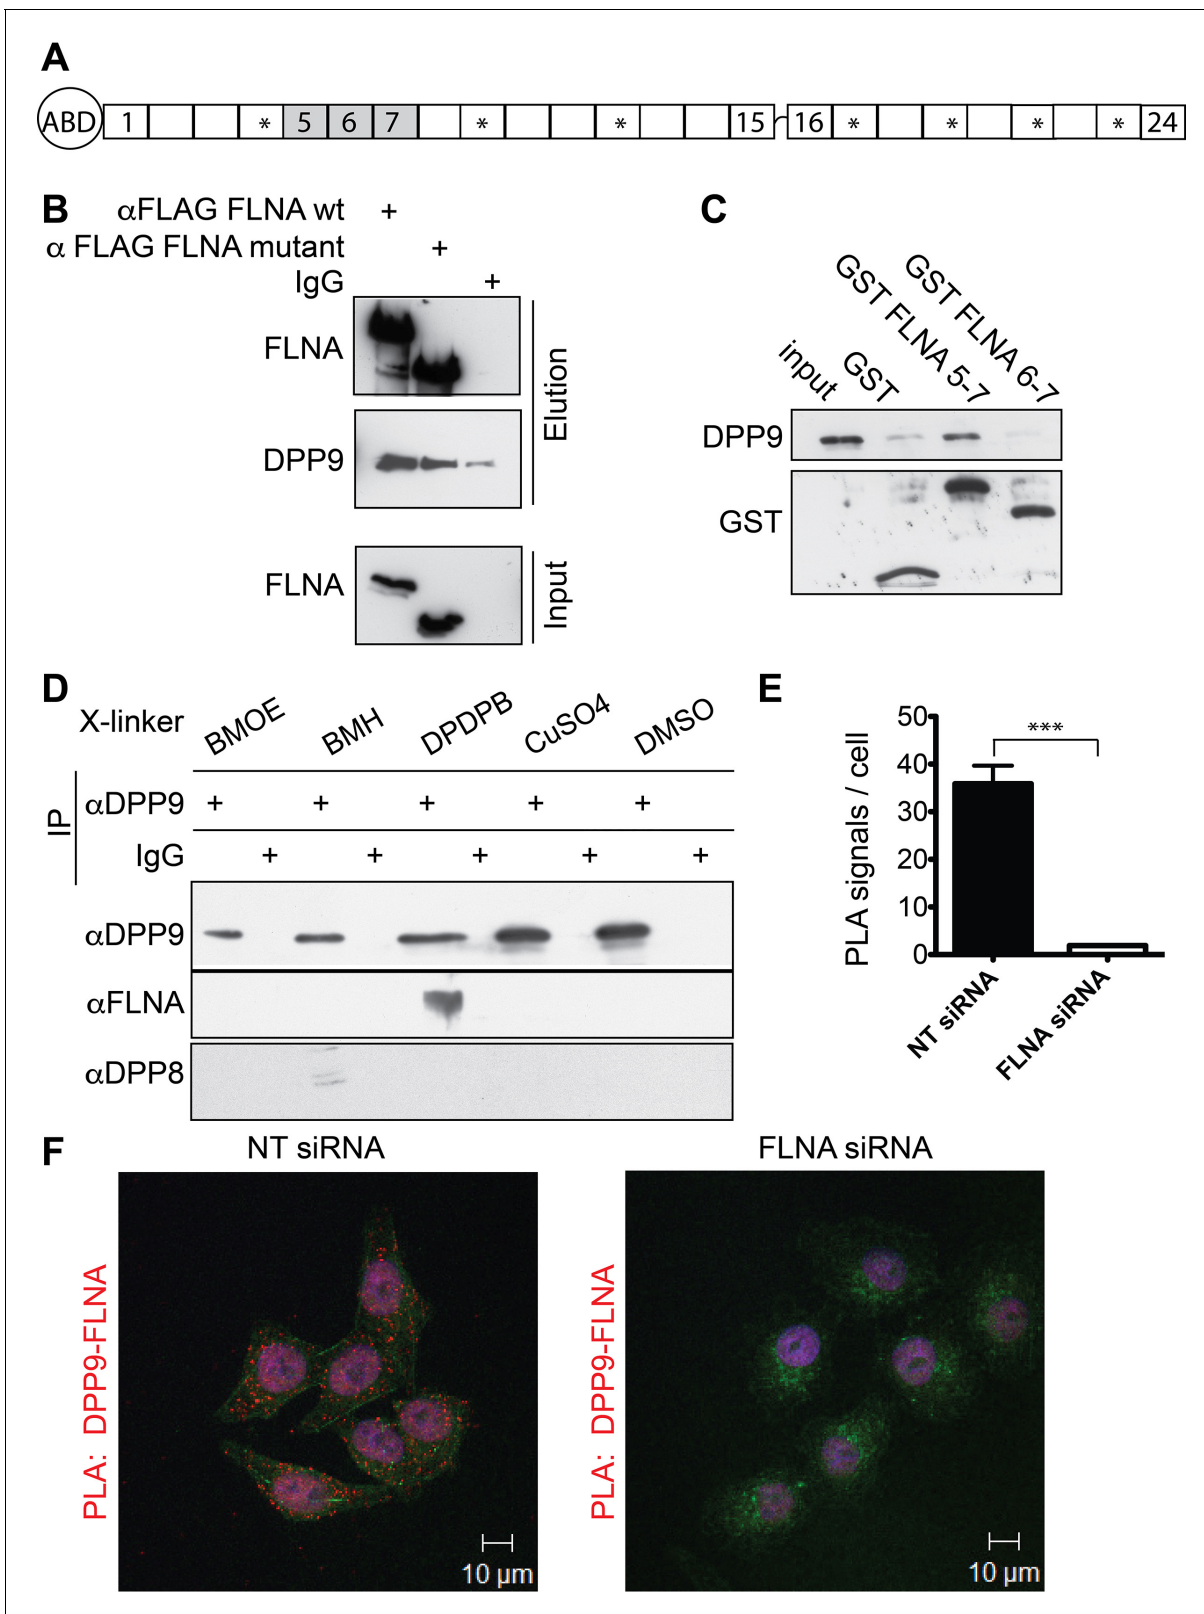 A
ABD 1 * 5 6 7 * * 15 16 * * * * 24
B
αFLAG FLNA wt +
α FLAG FLNA mutant +
IgG +
FLNA
DPP9
Elution
FLNA
Input
C
input
GST
GST FLNA 5-7
GST FLNA 6-7
DPP9
GST
D
X-linker
BMOE
BMH
DPDPB
CuSO4
DMSO
IP
αDPP9 + + + + +
IgG + + + + +
αDPP9
αFLNA
αDPP8
E
PLA signals / cell
50
40
30
20
10
0
***
NT siRNA
FLNA siRNA
F
NT siRNA
PLA: DPP9-FLNA
10 µm
FLNA siRNA
PLA: DPP9-FLNA
10 µm